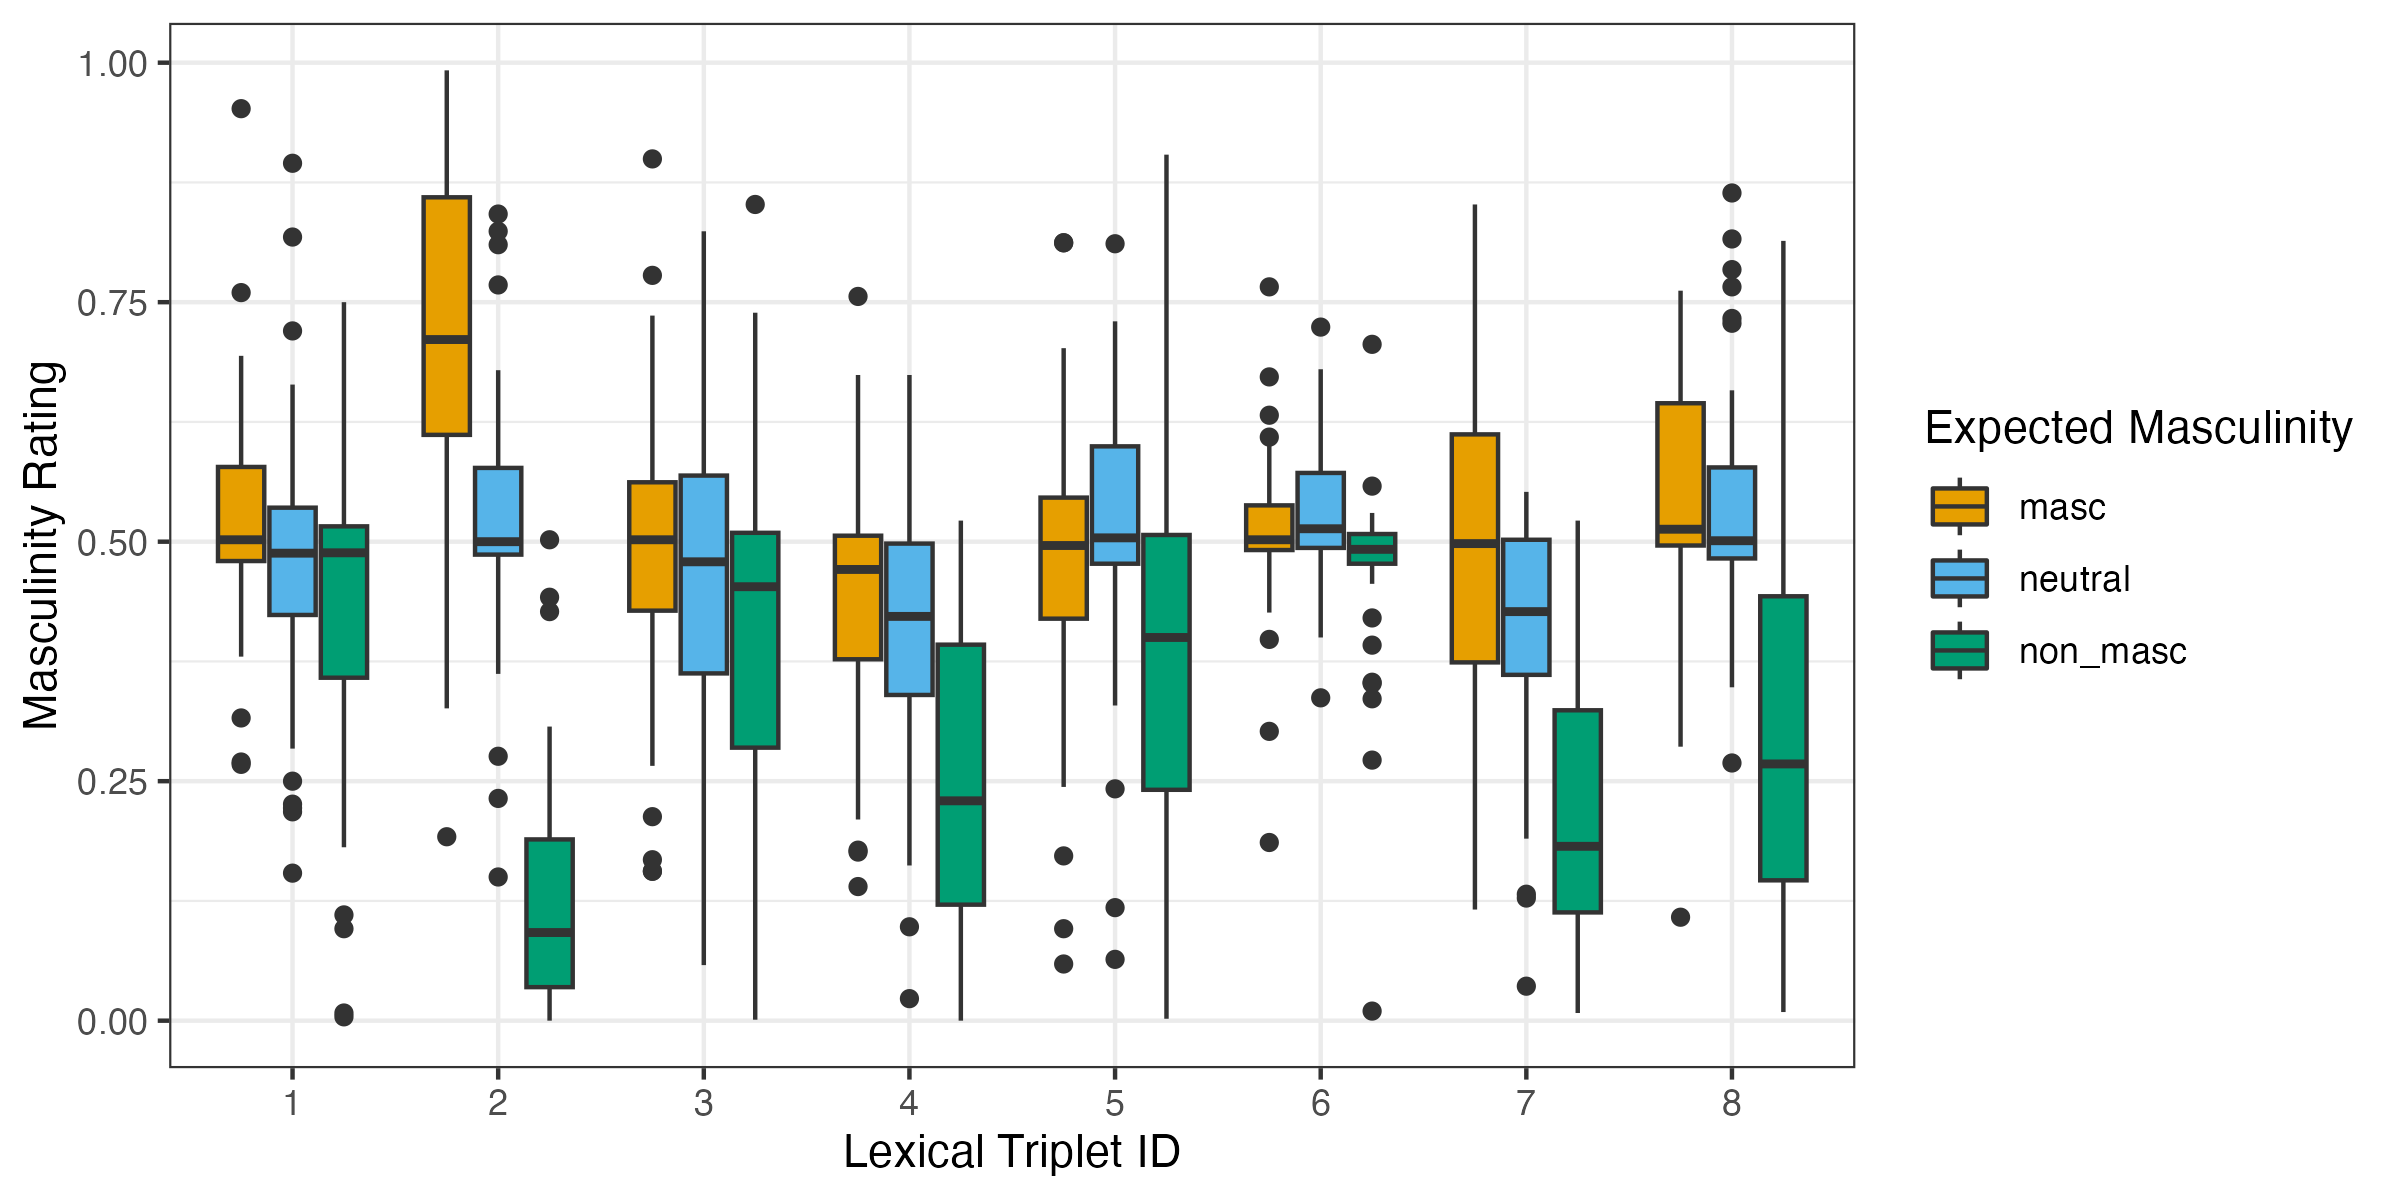 1.00
0.75
0.50
0.25
0.00
Masculinity Rating
1 2 3 4 5 6 7 8
Lexical Triplet ID
Expected Masculinity
masc
neutral
non_masc